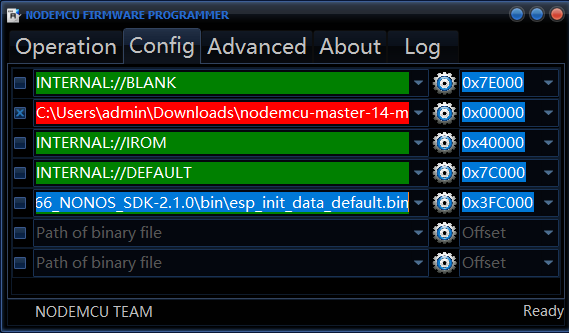 NODEMCU FIRMWARE PROGRAMMER
Operation Config Advanced About Log
INTERNAL://BLANK 0x7E000
C:\Users\admin\Downloads\nodemcu-master-14-m 0x00000
INTERNAL://IROM 0x40000
INTERNAL://DEFAULT 0x7C000
66_NONOS_SDK-2.1.0\bin\esp_init_data_default.bin 0x3FC000
Path of binary file Offset
Path of binary file Offset
NODEMCU TEAM Ready